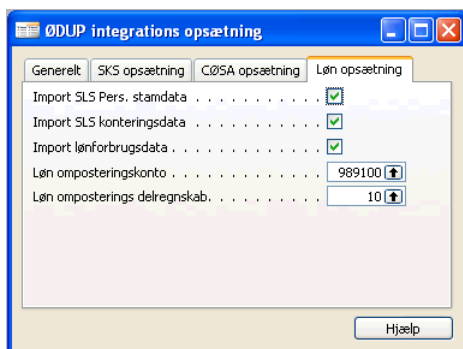 ØDUP integrations opsætning
Generelt SKS opsætning CØSA opsætning Løn opsætning
Import SLS Pers. stamdata . . . . . . . . . . .
Import SLS konteringsdata . . . . . . . . . . .
Import lønforbrugsdata . . . . . . . . . . . . .
Løn omposteringskonto . . . . . . . . . . . . 989100
Løn omposterings delregnskab. . . . . . . . . 10
Hjælp